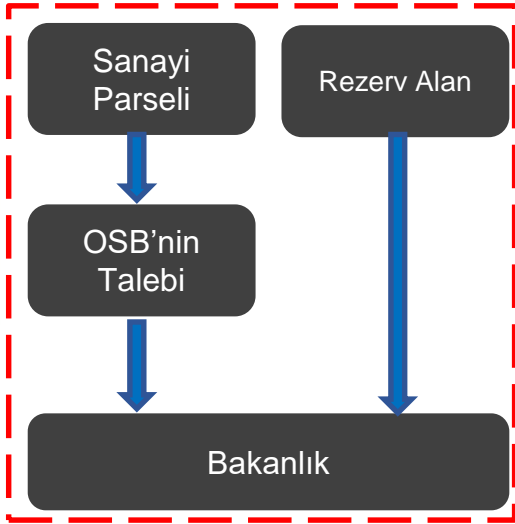 Sanayi
Parseli
Rezerv Alan
OSB’nin
Talebi
Bakanlık